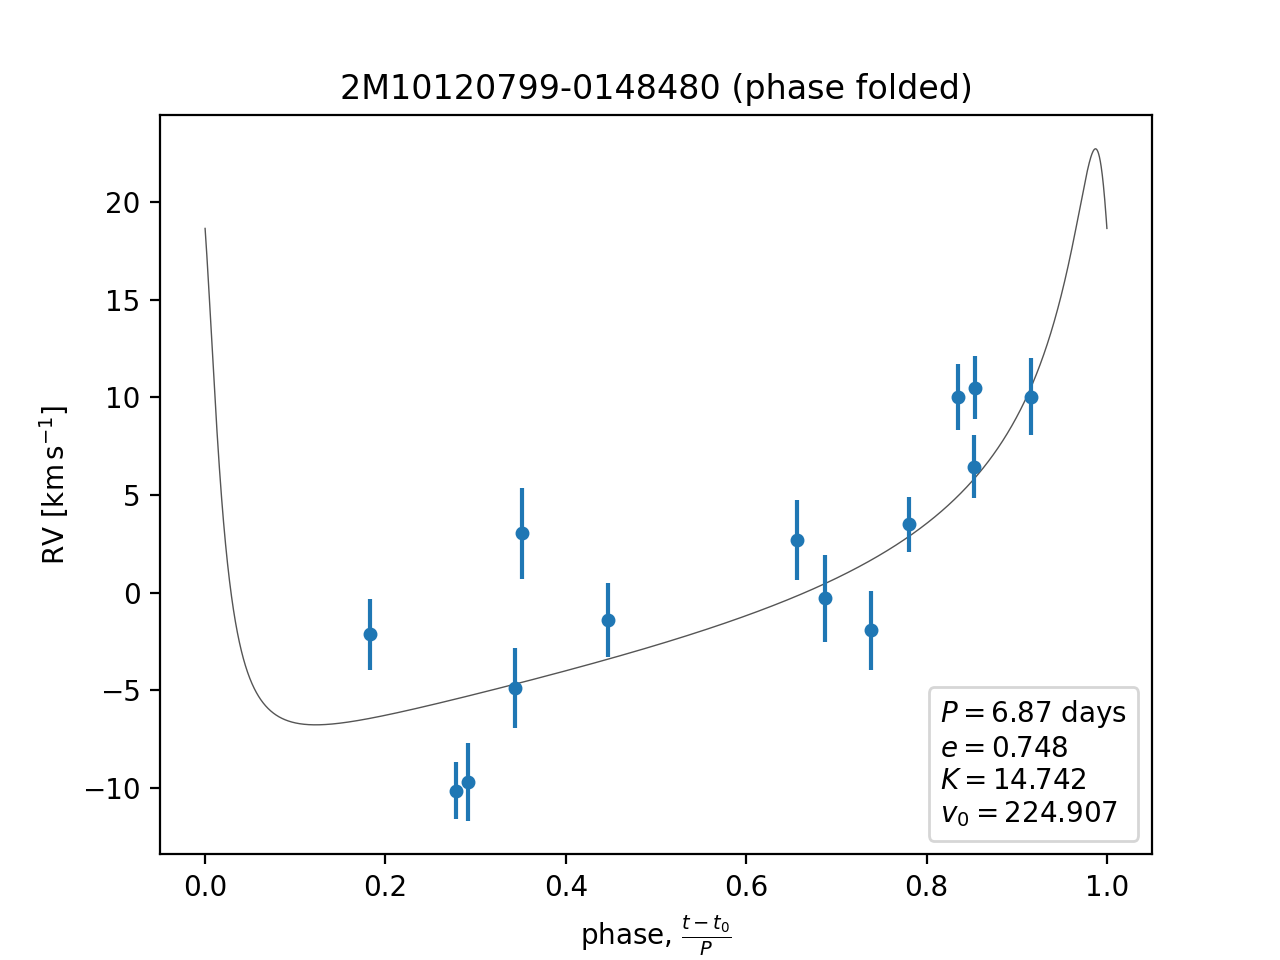 2M10120799-0148480 (phase folded)
RV [km s⁻¹]
20
15
10
5
0
−5
−10
P = 6.87 days
e = 0.748
K = 14.742
v₀ = 224.907
0.0 0.2 0.4 0.6 0.8 1.0
phase, (t − t₀)/P